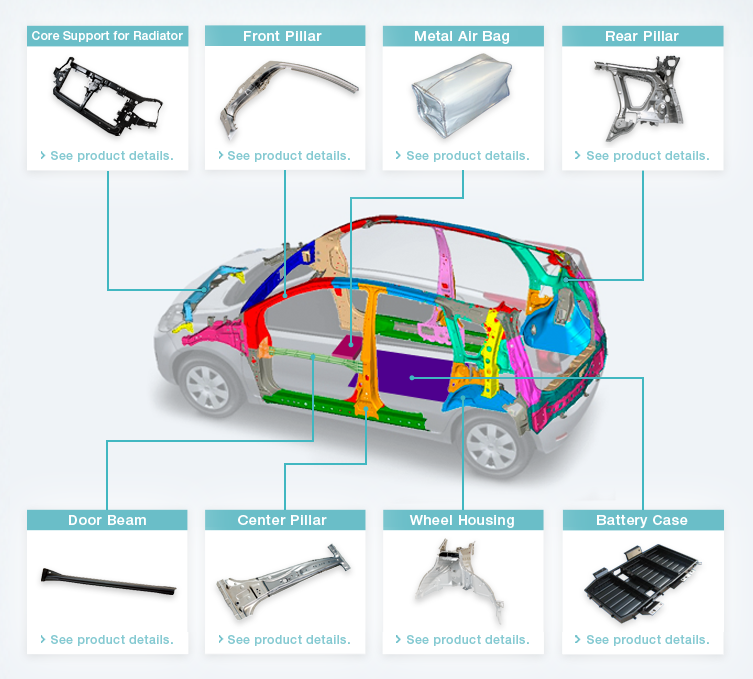 Core Support for Radiator
Front Pillar
Metal Air Bag
Rear Pillar
> See product details.
> See product details.
> See product details.
> See product details.
Door Beam
Center Pillar
Wheel Housing
Battery Case
> See product details.
> See product details.
> See product details.
> See product details.